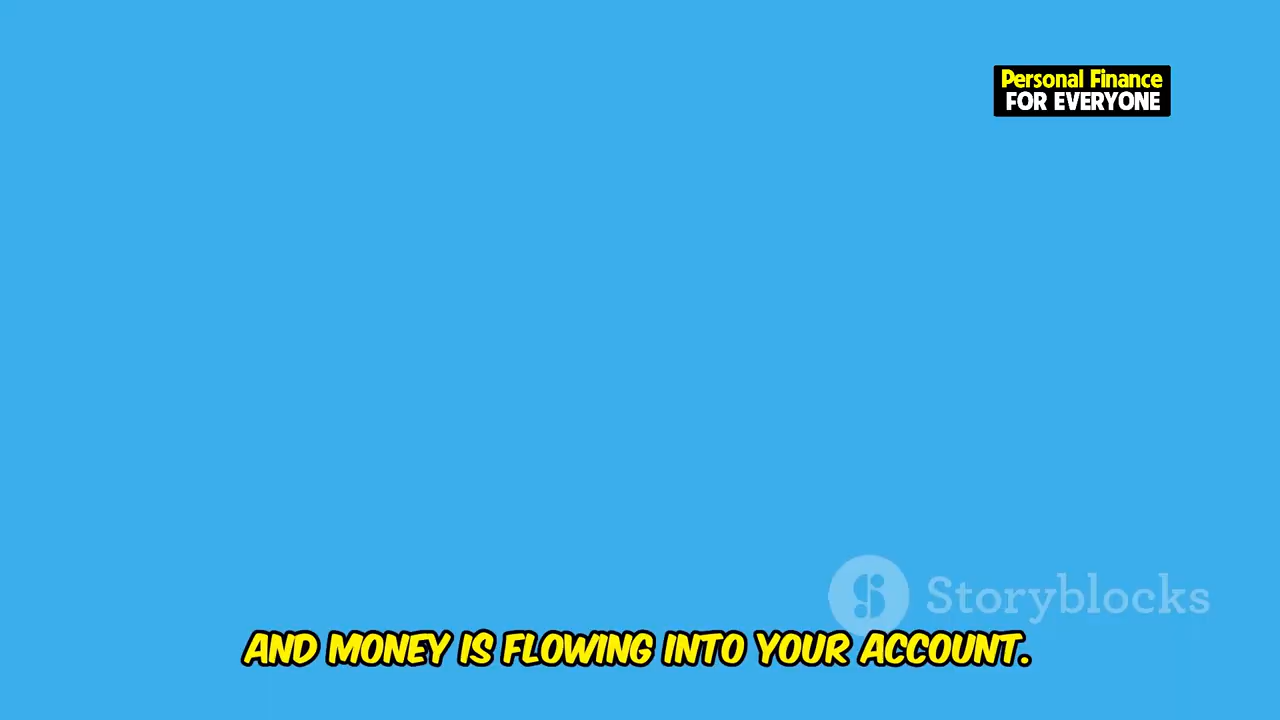 Personal Finance
FOR EVERYONE
Storyblocks
AND MONEY IS FLOWING INTO YOUR ACCOUNT.